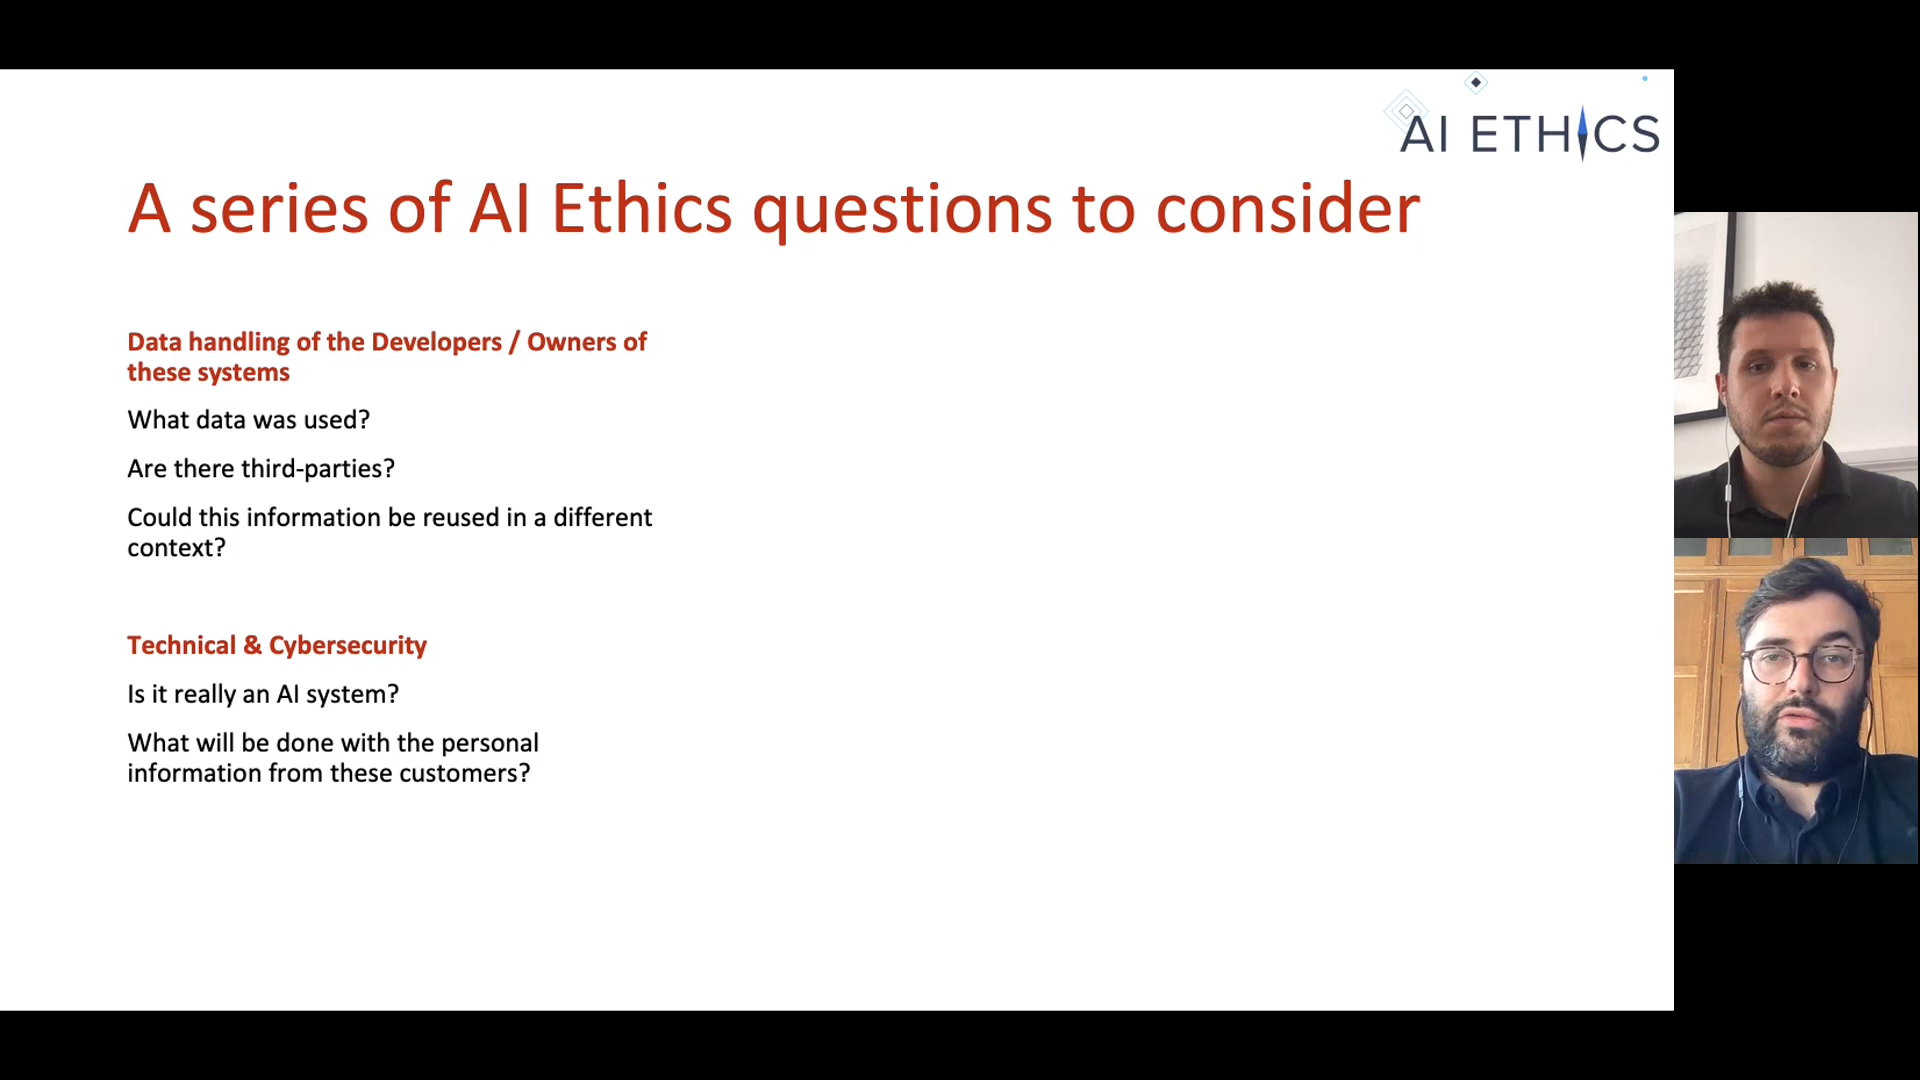 AI ETHICS
A series of AI Ethics questions to consider
Data handling of the Developers / Owners of
these systems
What data was used?
Are there third-parties?
Could this information be reused in a different
context?
Technical & Cybersecurity
Is it really an AI system?
What will be done with the personal
information from these customers?